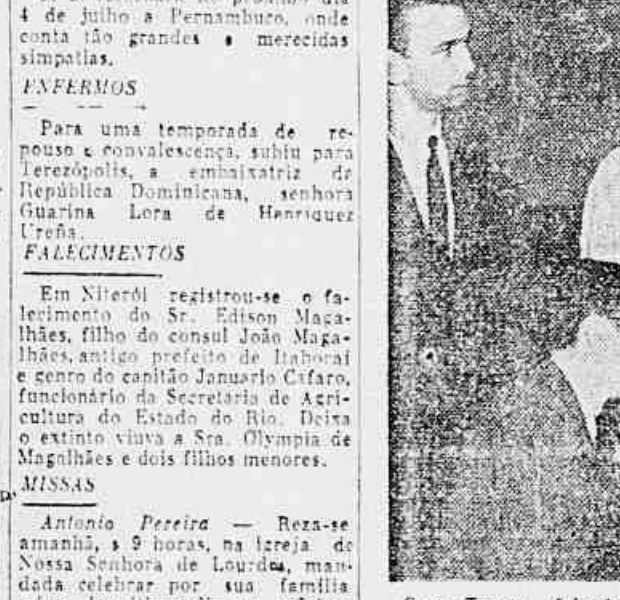 4 de julho a Pernambuco, onde
conta tão grandes e merecidas
simpatias.
ENFERMOS
Para uma temporada de re-
pouso e convalescença, subiu para
Terezópolis, a embaixatriz de
República Dominicana, senhora
Guarina Lora de Henriquez
Ureña.
FALECIMENTOS
Em Niterói registrou-se o fa-
lecimento do Sr. Edison Maga-
lhães, filho do consul João Maga-
lhães, antigo prefeito de Itaboraí
e genro do capitão Januario Cafaro,
funcionário da Secretaria de Agri-
cultura do Estado do Rio. Deixa
o extinto viuva a Sra. Olympia de
Magalhães e dois filhos menores.
MISSAS
Antonio Pereira — Reza-se
amanhã, s 9 horas, na igreja de
Nossa Senhora de Lourdes, man-
dada celebrar por sua família